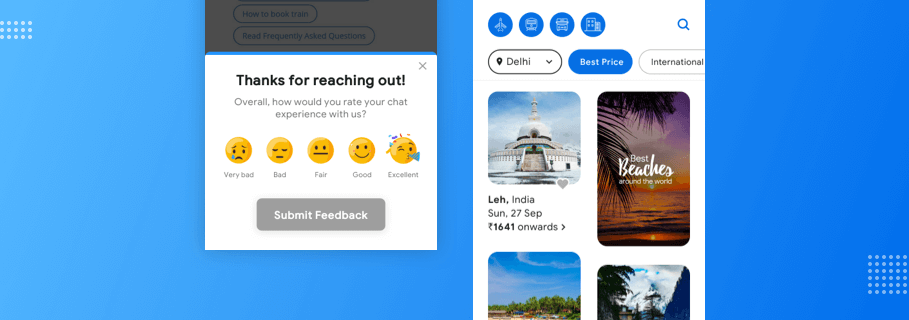 How to book train
Read Frequently Asked Questions
Thanks for reaching out!
Overall, how would you rate your chat
experience with us?
Very bad
Bad
Fair
Good
Excellent
Submit Feedback
Delhi
Best Price
International
Leh, India
Sun, 27 Sep
₹1641 onwards >
Best
Beaches
around the world